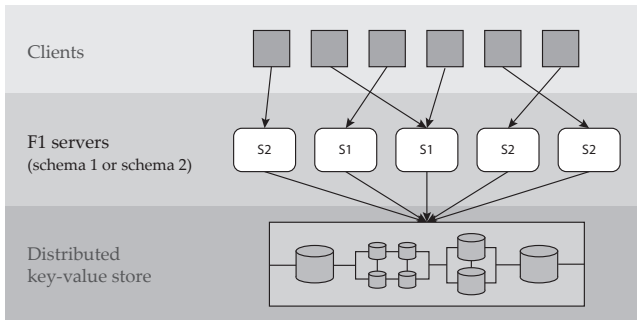 Clients
F1 servers
(schema 1 or schema 2)
S2
S1
S1
S2
S2
Distributed
key-value store